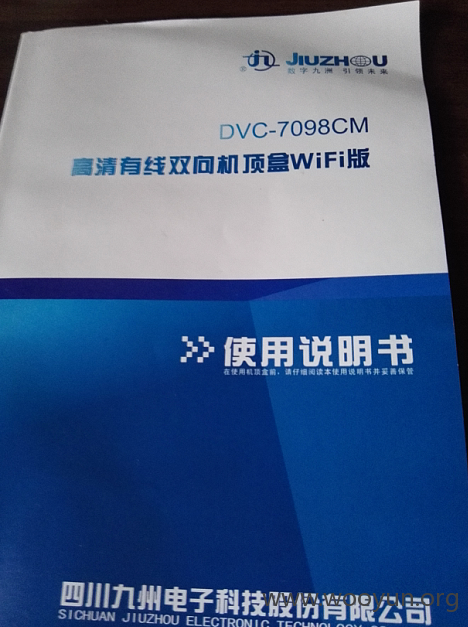 JIUZHOU
数字九洲 引领未来
DVC-7098CM
高清有线双向机顶盒WiFi版
使用说明书
在使用机顶盒前,请仔细阅读本使用说明书并妥善保管
四川九州电子科技股份有限公司
SICHUAN JIUZHOU ELECTRONIC TECHNOLOGY
www.wooyun.org